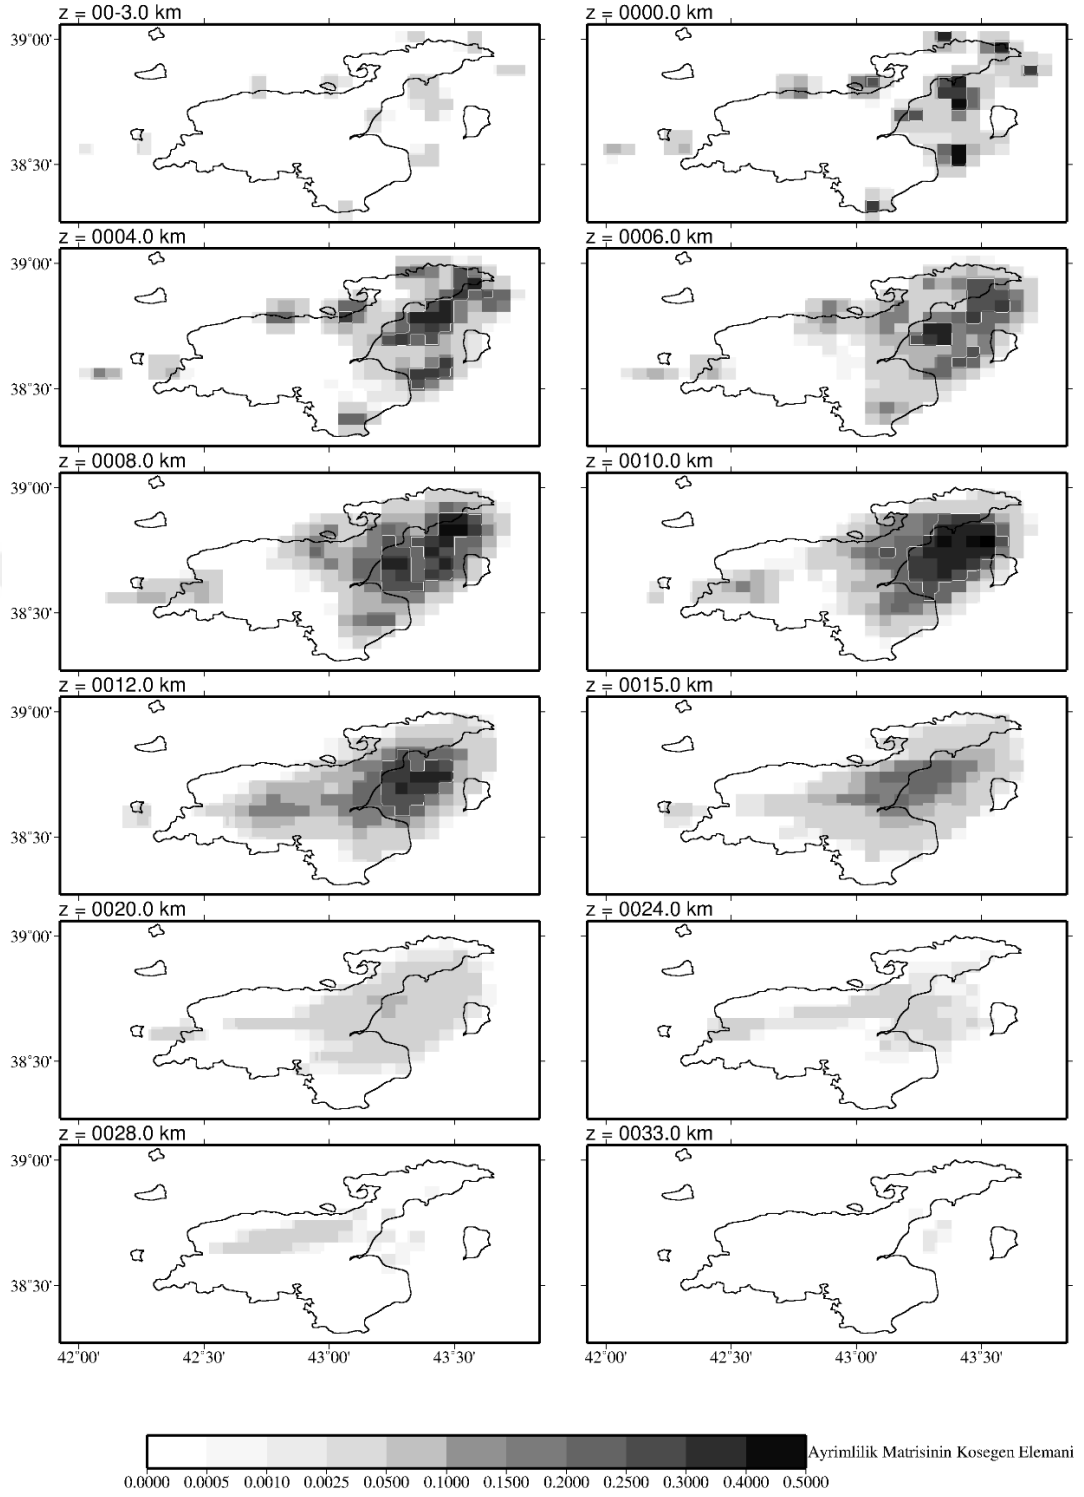 z = 00-3.0 km
z = 0000.0 km
39°00'
38°30'
z = 0004.0 km
z = 0006.0 km
39°00'
38°30'
z = 0008.0 km
z = 0010.0 km
39°00'
38°30'
z = 0012.0 km
z = 0015.0 km
39°00'
38°30'
z = 0020.0 km
z = 0024.0 km
39°00'
38°30'
z = 0028.0 km
z = 0033.0 km
39°00'
38°30'
42°00' 42°30' 43°00' 43°30' 42°00' 42°30' 43°00' 43°30'
Ayrimlilik Matrisinin Kosegen Elemani
0.0000 0.0005 0.0010 0.0025 0.0500 0.1000 0.1500 0.2000 0.2500 0.3000 0.4000 0.5000